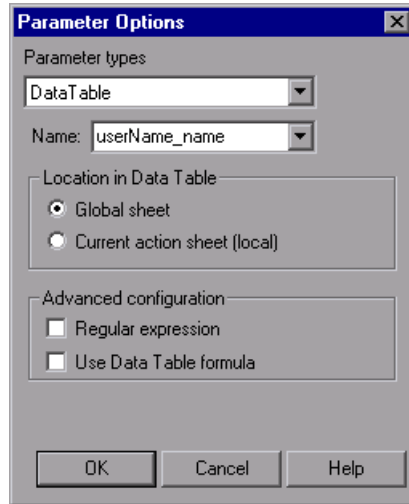 Parameter Options
Parameter types
DataTable
Name: userName_name
Location in Data Table
Global sheet
Current action sheet (local)
Advanced configuration
Regular expression
Use Data Table formula
OK Cancel Help